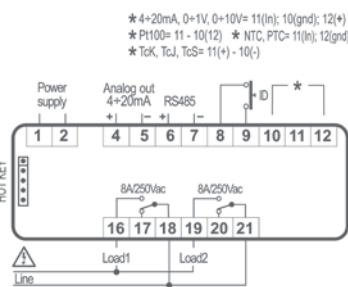 * 4÷20mA, 0÷1V, 0÷10V= 11(In); 10(gnd); 12(+)
* Pt100= 11 - 10(12) * NTC, PTC= 11(In); 12(gnd)
* TcK, TcJ, TcS= 11(+) - 10(-)
Power supply
Analog out
4÷20mA RS485
+ - + -
ID
*
1 2 4 5 6 7 8 9 10 11 12
HOT KEY
8A/250Vac 8A/250Vac
16 17 18 19 20 21
Load1 Load2
Line